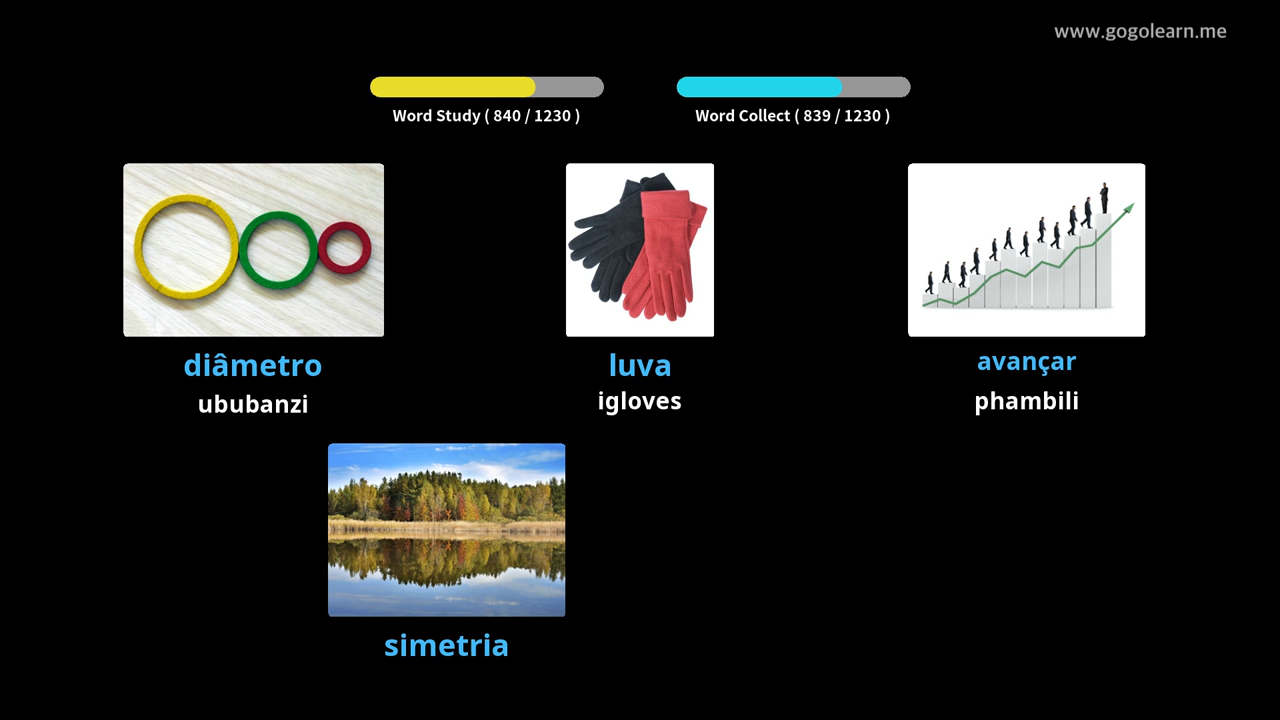 www.gogolearn.me
Word Study ( 840 / 1230 )
Word Collect ( 839 / 1230 )
diâmetro
ububanzi
luva
igloves
avançar
phambili
simetria